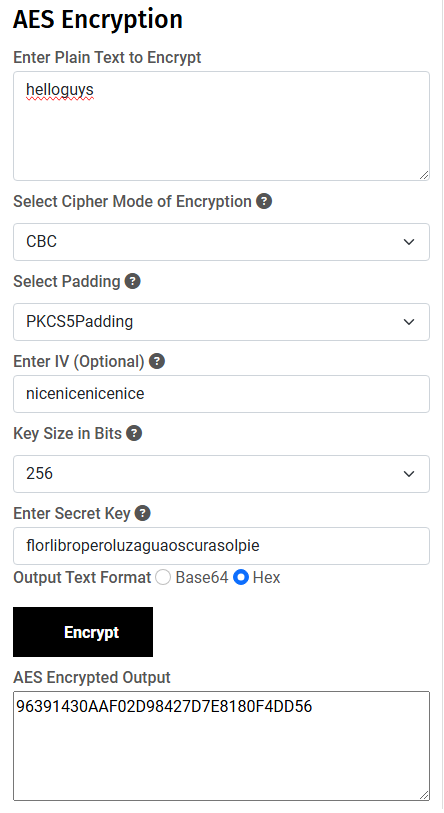 AES Encryption
Enter Plain Text to Encrypt
helloguys
Select Cipher Mode of Encryption ?
CBC
Select Padding ?
PKCS5Padding
Enter IV (Optional) ?
nicenicenicenice
Key Size in Bits ?
256
Enter Secret Key ?
florlibroperoluzaguaoscurasolpie
Output Text Format Base64 Hex
Encrypt
AES Encrypted Output
96391430AAF02D98427D7E8180F4DD56